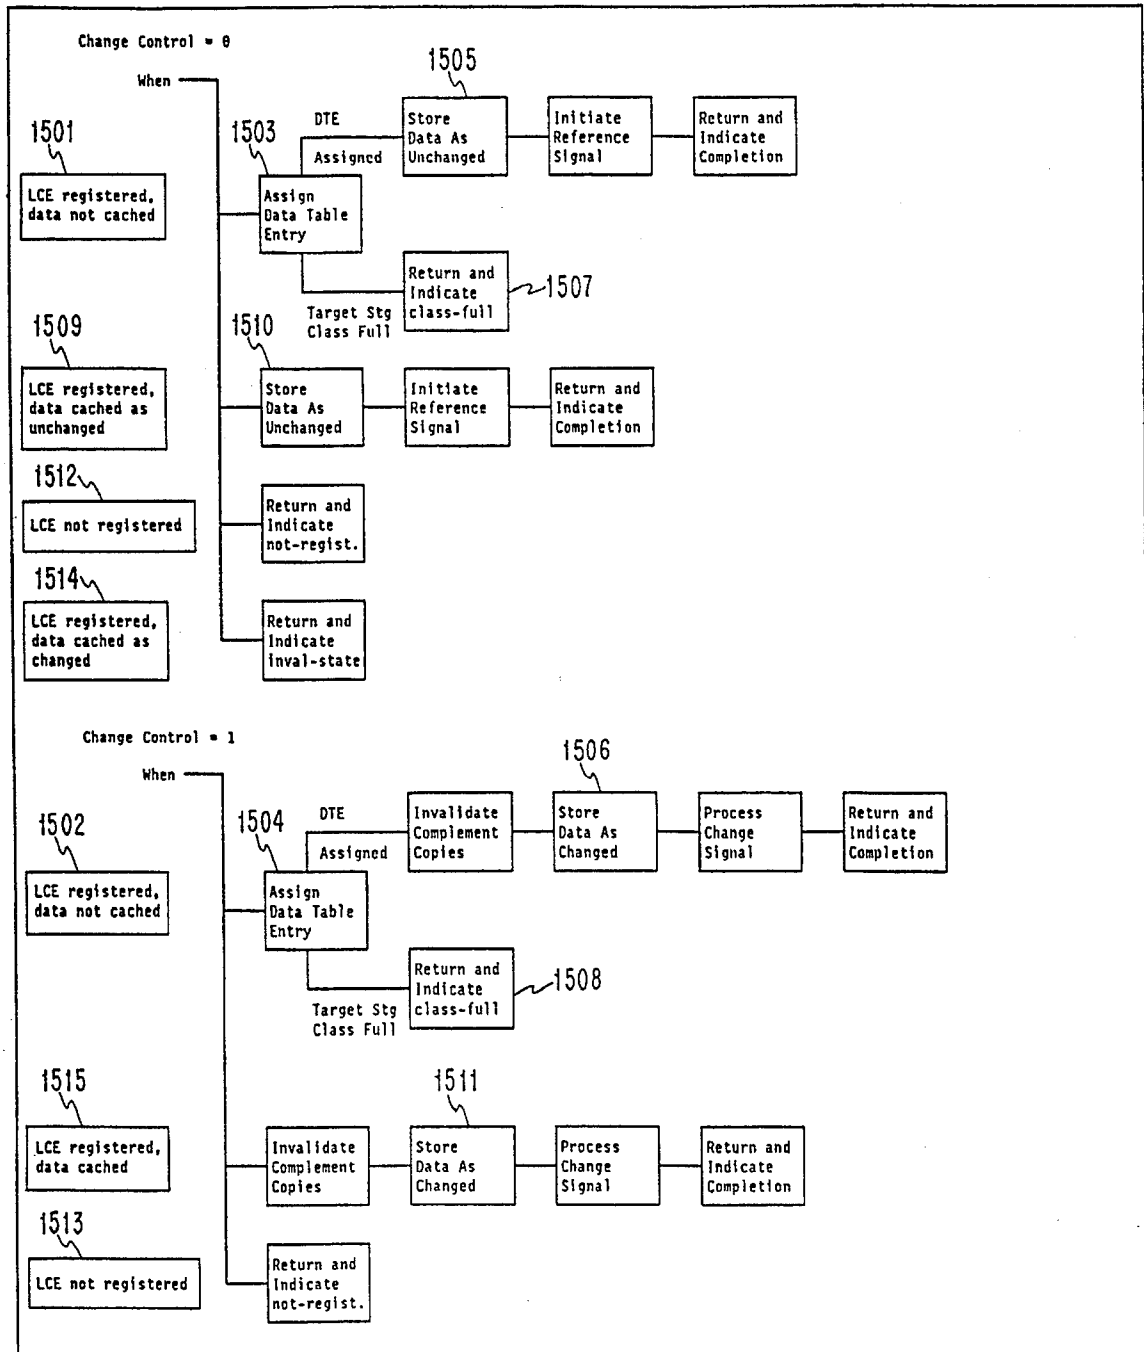 Change Control = 0
When
1505
DTE
Assigned
Store
Data As
Unchanged
Initiate
Reference
Signal
Return and
Indicate
Completion
1501
1503
LCE registered,
data not cached
Assign
Data Table
Entry
Return and
Indicate
class-full
1507
Target Stg
Class Full
1509
1510
LCE registered,
data cached as
unchanged
Store
Data As
Unchanged
Initiate
Reference
Signal
Return and
Indicate
Completion
1512
LCE not registered
Return and
Indicate
not-regist.
1514
LCE registered,
data cached as
changed
Return and
Indicate
inval-state
Change Control = 1
When
1506
DTE
Assigned
Invalidate
Complement
Copies
Store
Data As
Changed
Process
Change
Signal
Return and
Indicate
Completion
1502
1504
LCE registered,
data not cached
Assign
Data Table
Entry
Return and
Indicate
class-full
1508
Target Stg
Class Full
1515
1511
LCE registered,
data cached
Invalidate
Complement
Copies
Store
Data As
Changed
Process
Change
Signal
Return and
Indicate
Completion
1513
LCE not registered
Return and
Indicate
not-regist.